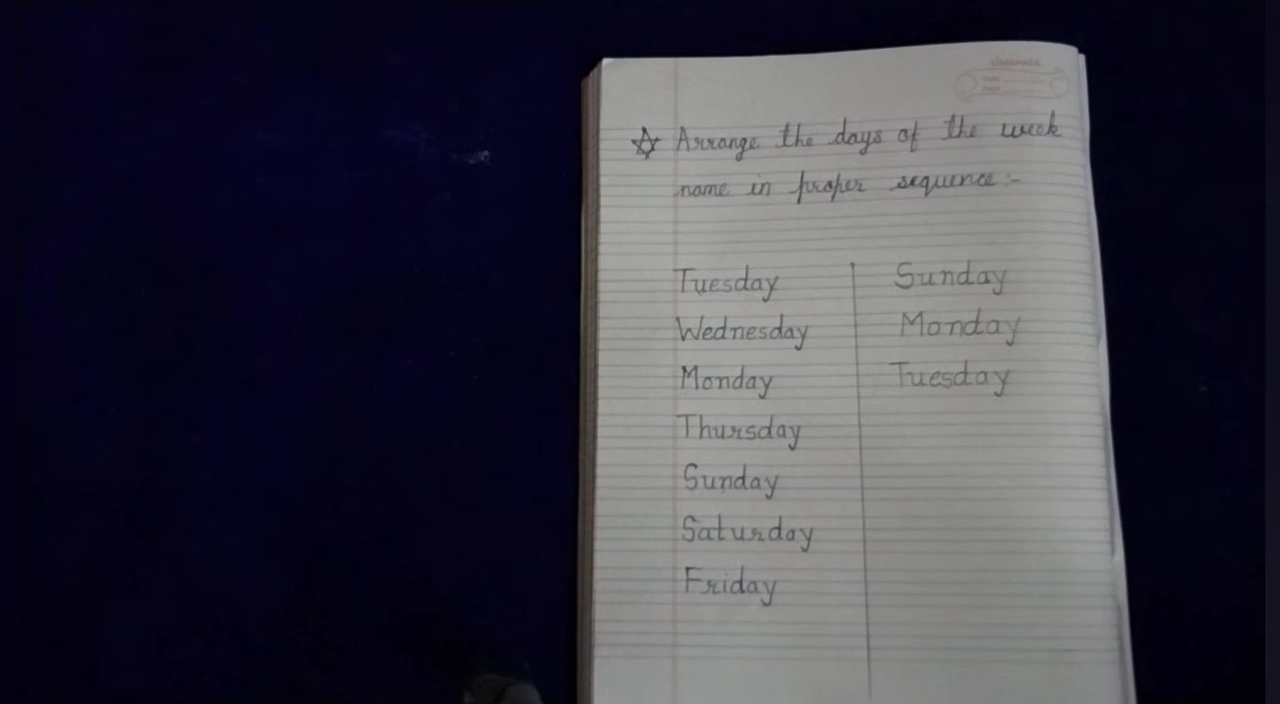 Arrange the days of the week
name in proper sequence:-
Tuesday
Wednesday
Monday
Thursday
Sunday
Saturday
Friday
Sunday
Monday
Tuesday